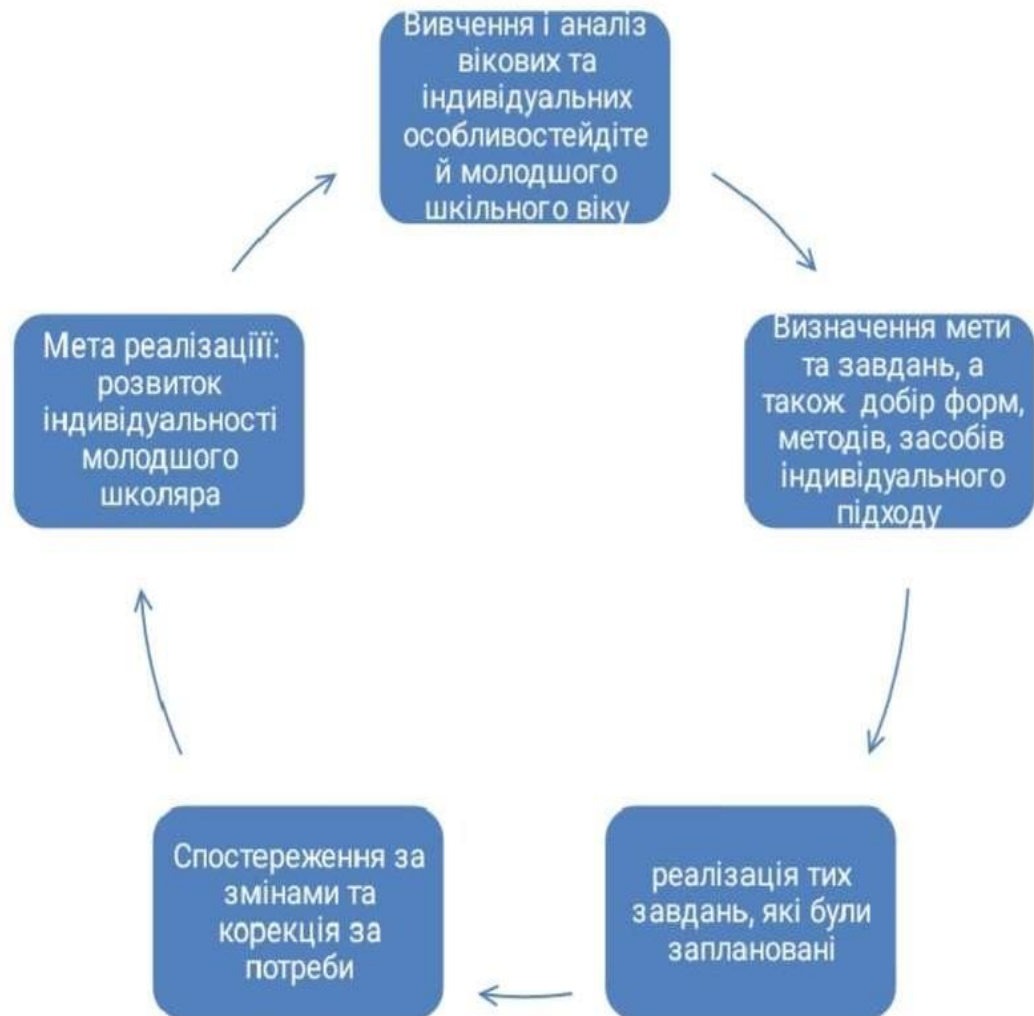 Вивчення і аналіз
вікових та
індивідуальних
особливостейдіте
й молодшого
шкільного віку
Визначення мети
та завдань, а
також добір форм,
методів, засобів
індивідуального
підходу
реалізація тих
завдань, які були
заплановані
Спостереження за
змінами та
корекція за
потреби
Мета реалізаціїї:
розвиток
індивідуальності
молодшого
школяра